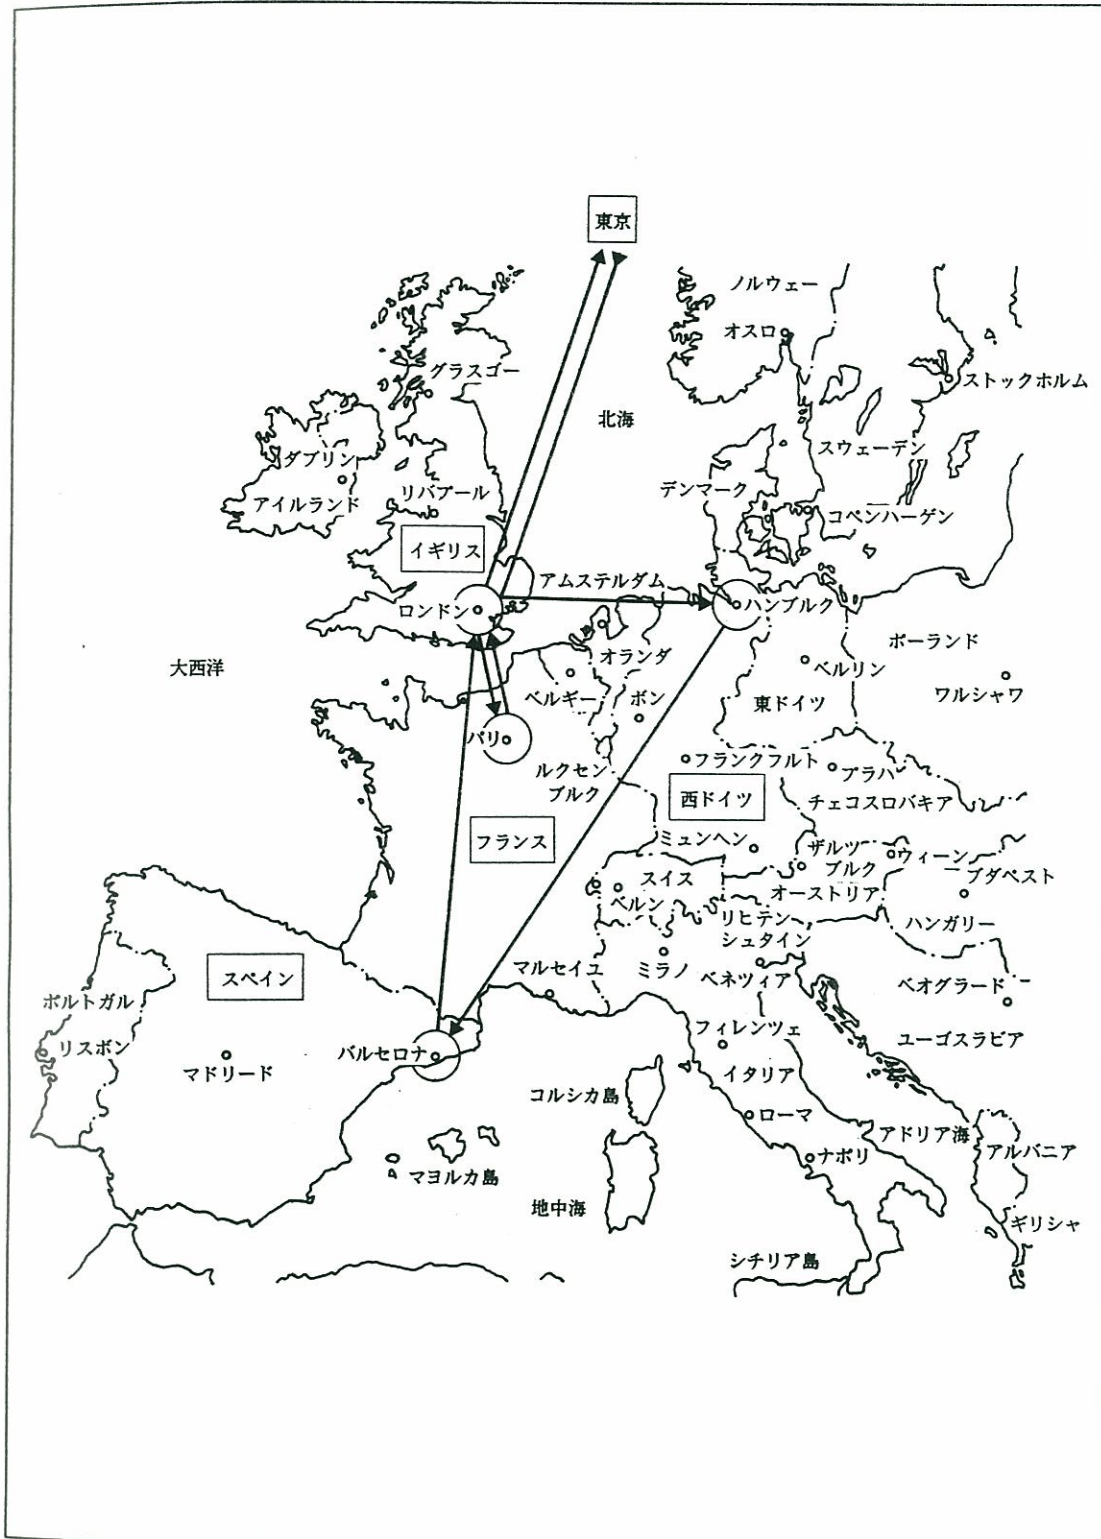 東京
ノルウェー
オスロ
グラスゴー
ストックホルム
北海
スウェーデン
ダブリン
デンマーク
アイルランド
リバプール
コペンハーゲン
イギリス
アムステルダム
ロンドン
ハンブルク
ポーランド
大西洋
オランダ
ベルリン
ベルギー
ボン
東ドイツ
ワルシャワ
パリ
フランクフルト
プラハ
ルクセン
ブルク
西ドイツ
チェコスロバキア
フランス
ミュンヘン
ザルツ
ブルク
ウィーン
ブダペスト
スイス
ベルン
オーストリア
リヒテン
シュタイン
ハンガリー
スペイン
マルセイユ
ミラノ
ベネツィア
ベオグラード
ポルトガル
リスボン
マドリード
バルセロナ
フィレンツェ
ユーゴスラビア
イタリア
コルシカ島
ローマ
アドリア海
アルバニア
マヨルカ島
ナポリ
地中海
ギリシャ
シチリア島